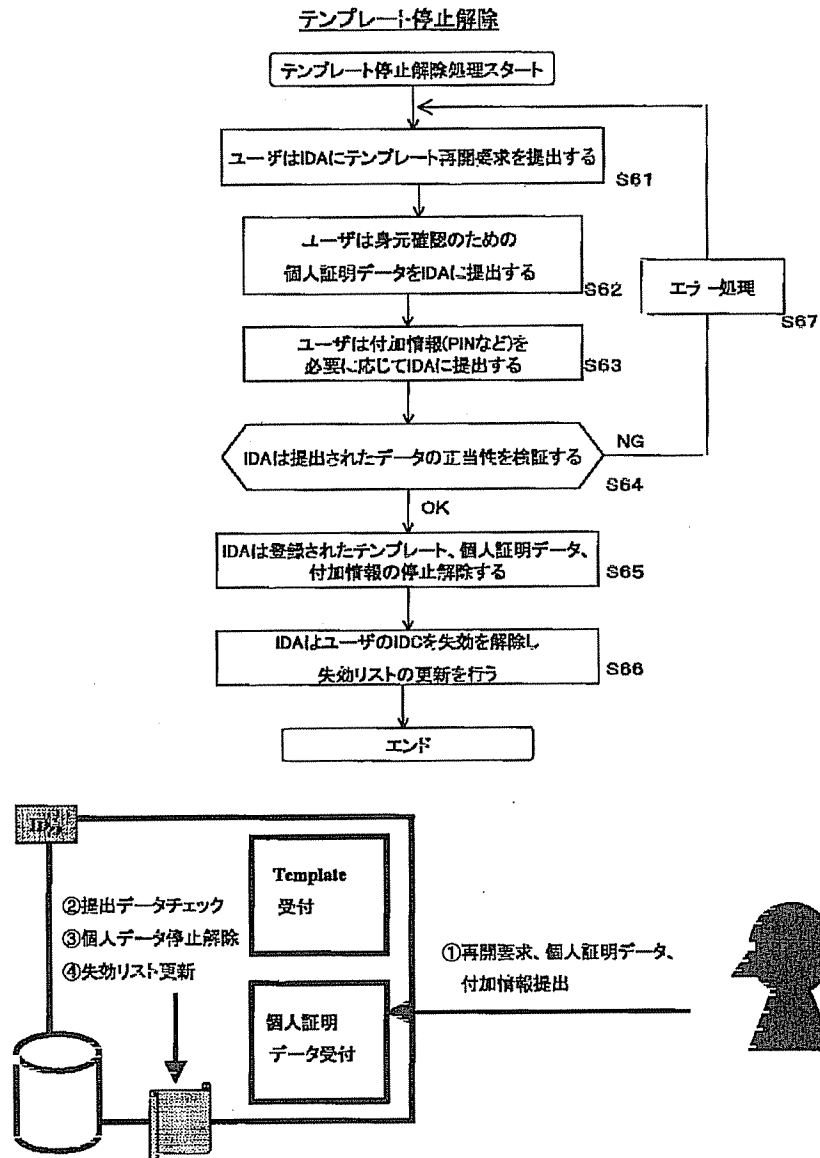 テンプレート停止解除
テンプレート停止解除処理スタート
ユーザはIDAにテンプレート再開要求を提出する
S61
ユーザは身元確認のための
個人証明データをIDAに提出する
S62
エラー処理
S67
ユーザは付加情報(PINなど)を
必要に応じてIDAに提出する
S63
IDAは提出されたデータの正当性を検証する
NG
S64
OK
IDAは登録されたテンプレート、個人証明データ、
付加情報の停止解除する
S65
IDAはユーザのIDCを失効を解除し
失効リストの更新を行う
S66
エンド
IDA
Template
受付
②提出データチェック
③個人データ停止解除
④失効リスト更新
①再開要求、個人証明データ、
付加情報提出
個人証明
データ受付